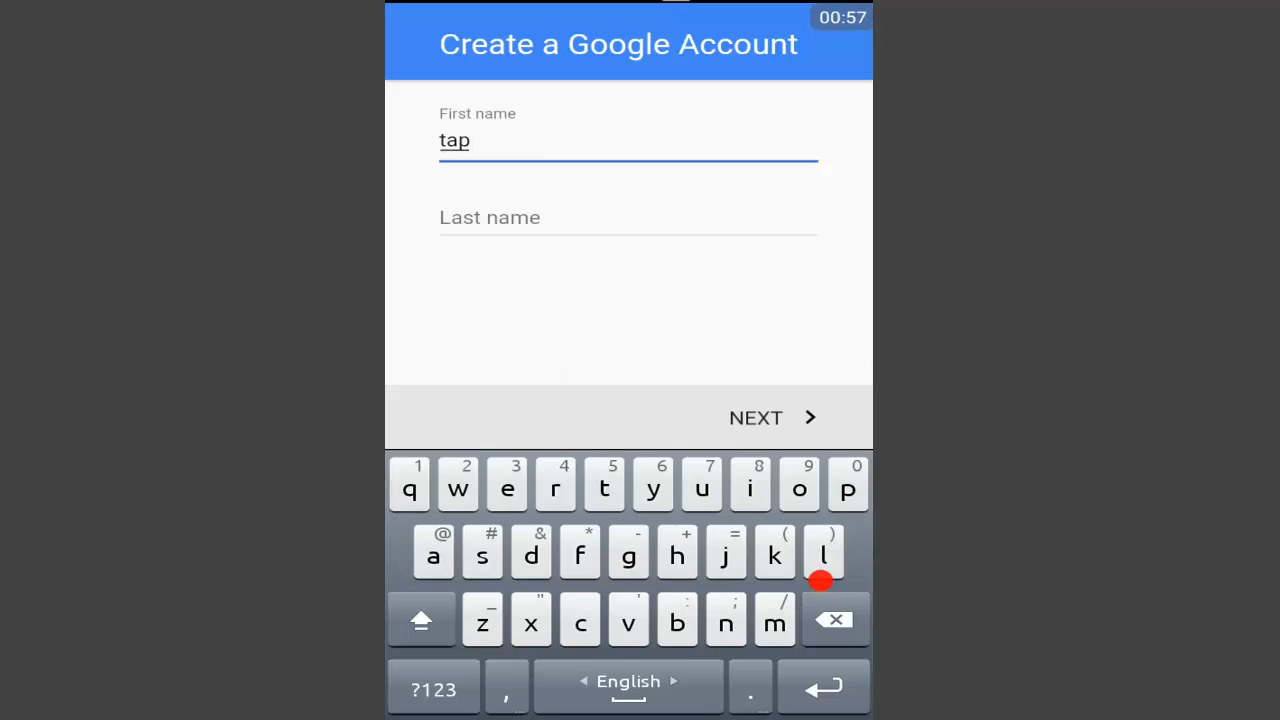 00:57
Create a Google Account
First name
tap
Last name
NEXT
1 2 3 4 5 6 7 8 9 0
q w e r t y u i o p
@ # & * - + = ( )
a s d f g h j k l
_ " ' : ; /
z x c v b n m
?123 , English .